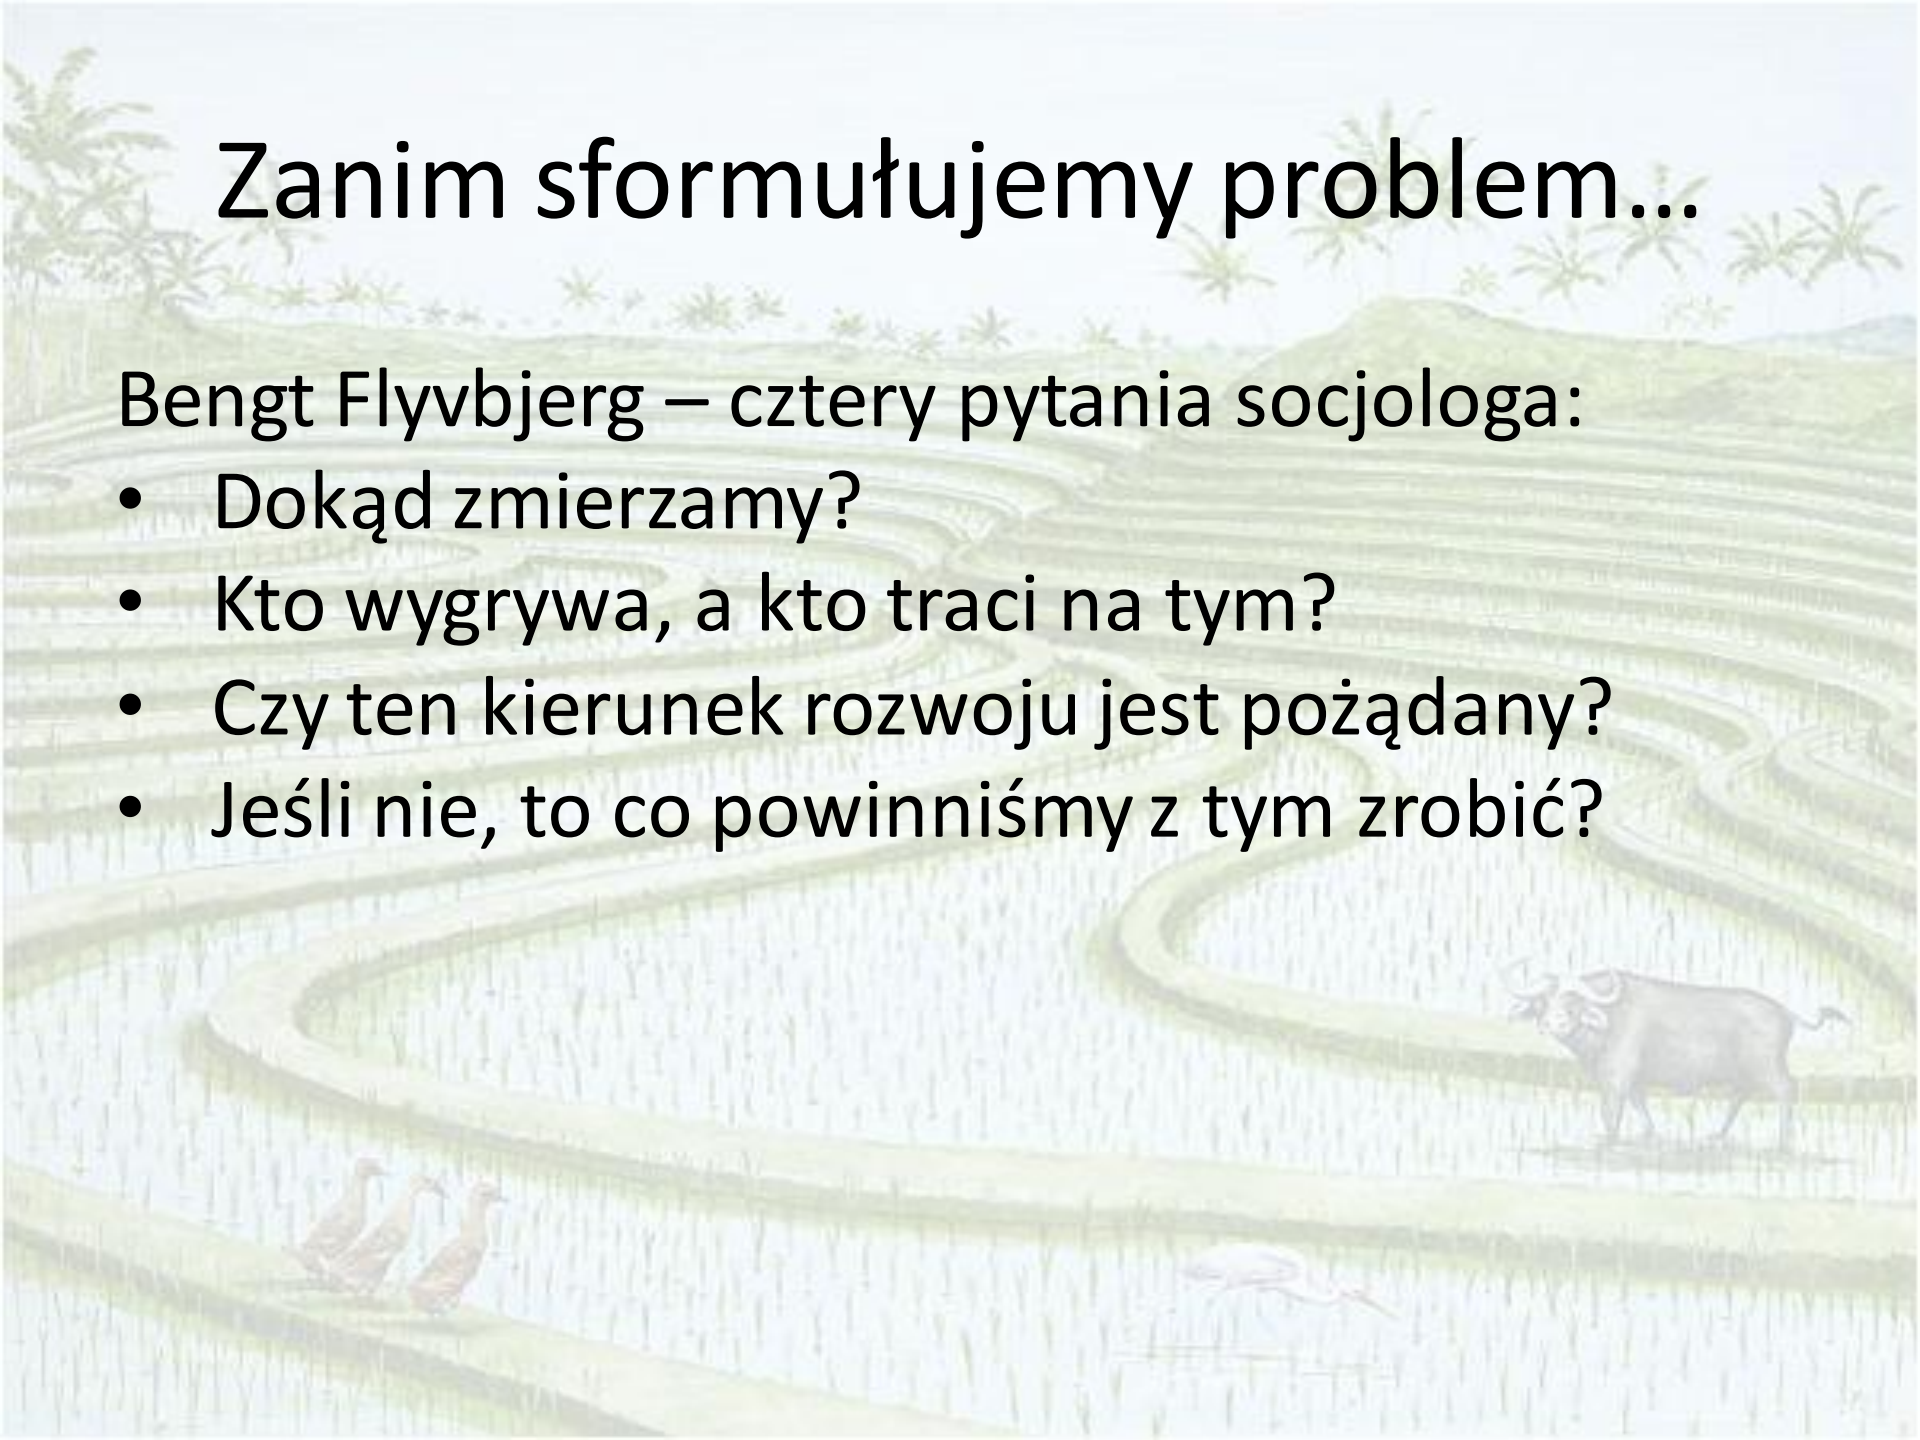 Zanim sformułujemy problem…
Bengt Flyvbjerg – cztery pytania socjologa:
• Dokąd zmierzamy?
• Kto wygrywa, a kto traci na tym?
• Czy ten kierunek rozwoju jest pożądany?
• Jeśli nie, to co powinniśmy z tym zrobić?